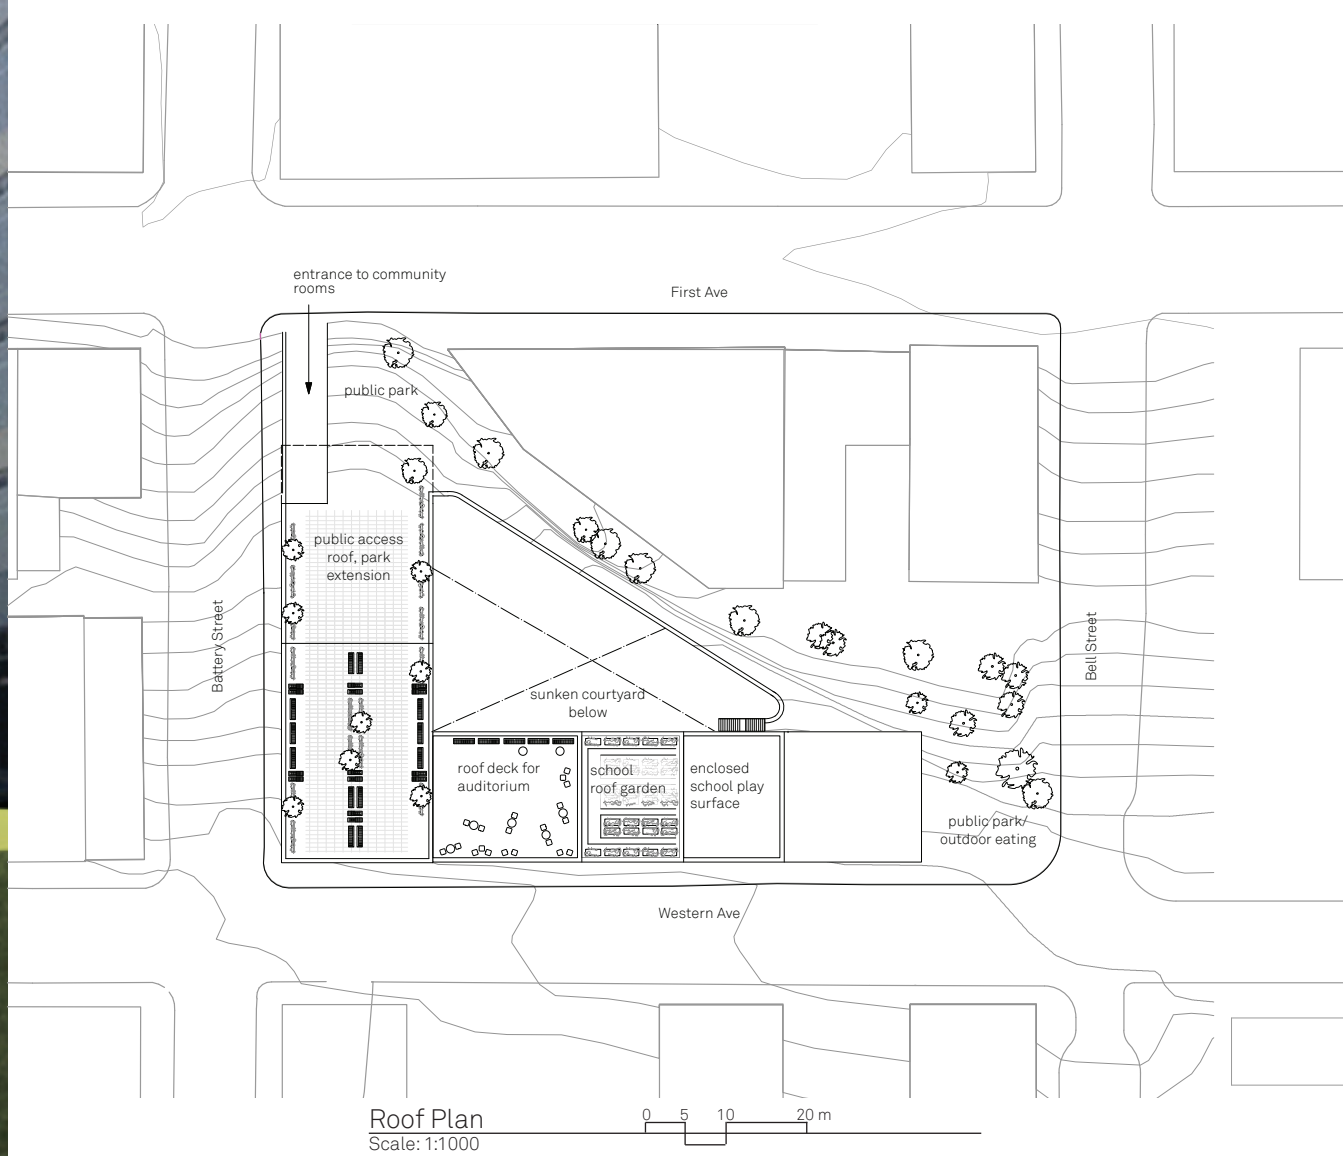 entrance to community
rooms
First Ave
public park
public access
roof, park
extension
Battery Street
Bell Street
sunken courtyard
below
roof deck for
auditorium
school
roof garden
enclosed
school play
surface
public park/
outdoor eating
Western Ave
Roof Plan
Scale: 1:1000
0 5 10 20 m